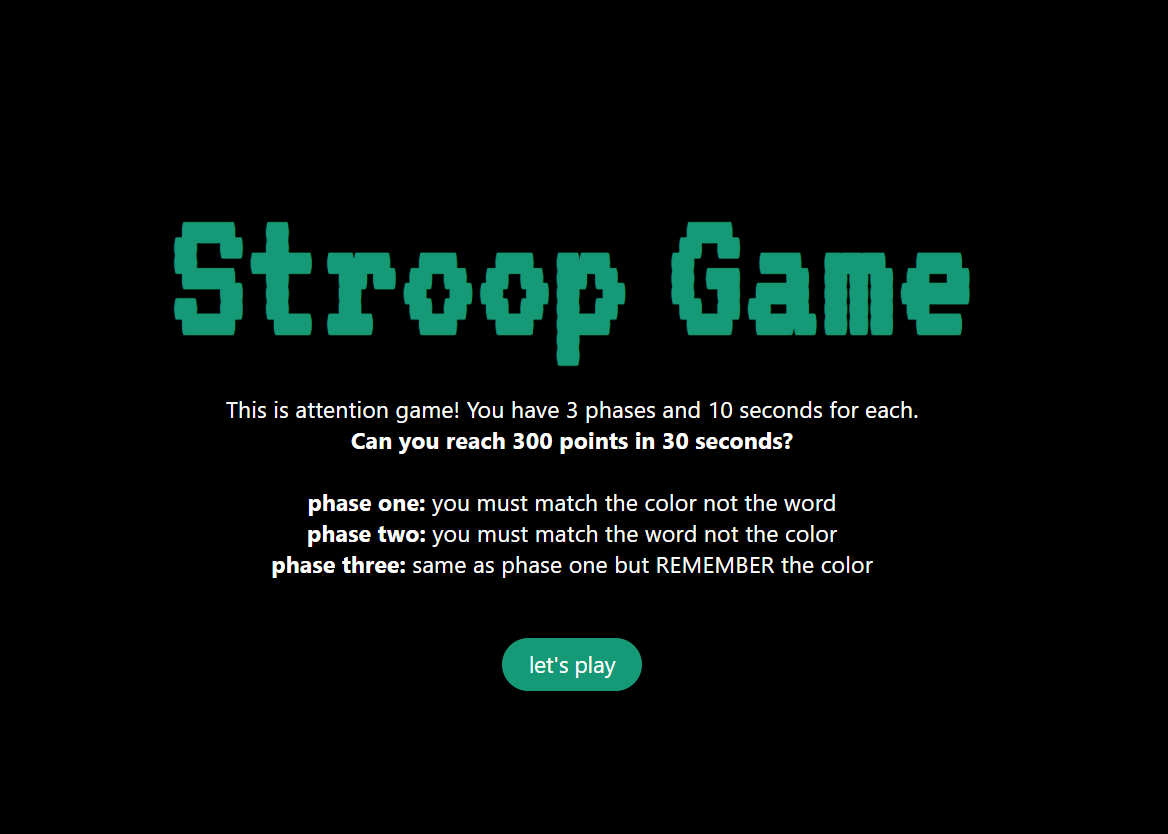 Stroop Game
This is attention game! You have 3 phases and 10 seconds for each.
Can you reach 300 points in 30 seconds?
phase one: you must match the color not the word
phase two: you must match the word not the color
phase three: same as phase one but REMEMBER the color
let's play